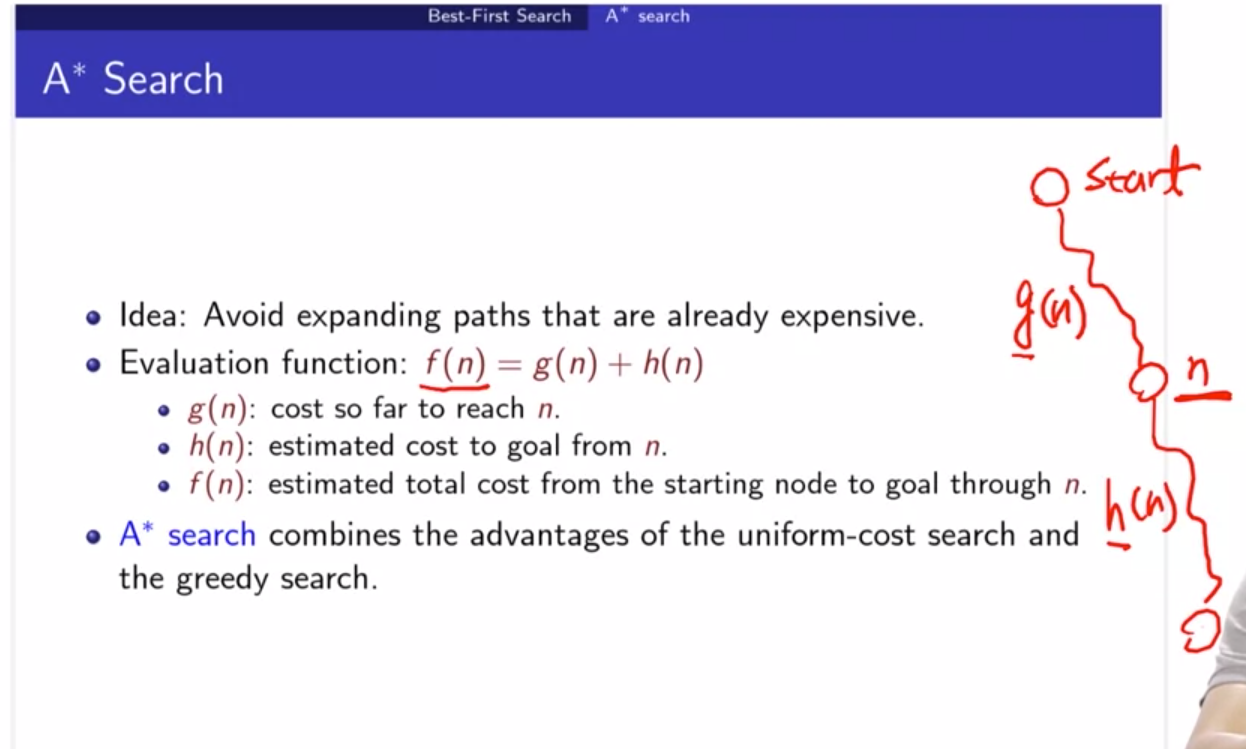 Best-First Search A* search
A* Search
start
Idea: Avoid expanding paths that are already expensive.
g(n)
Evaluation function: f(n) = g(n) + h(n)
n
g(n): cost so far to reach n.
h(n): estimated cost to goal from n.
f(n): estimated total cost from the starting node to goal through n.
h(n)
A* search combines the advantages of the uniform-cost search and
the greedy search.